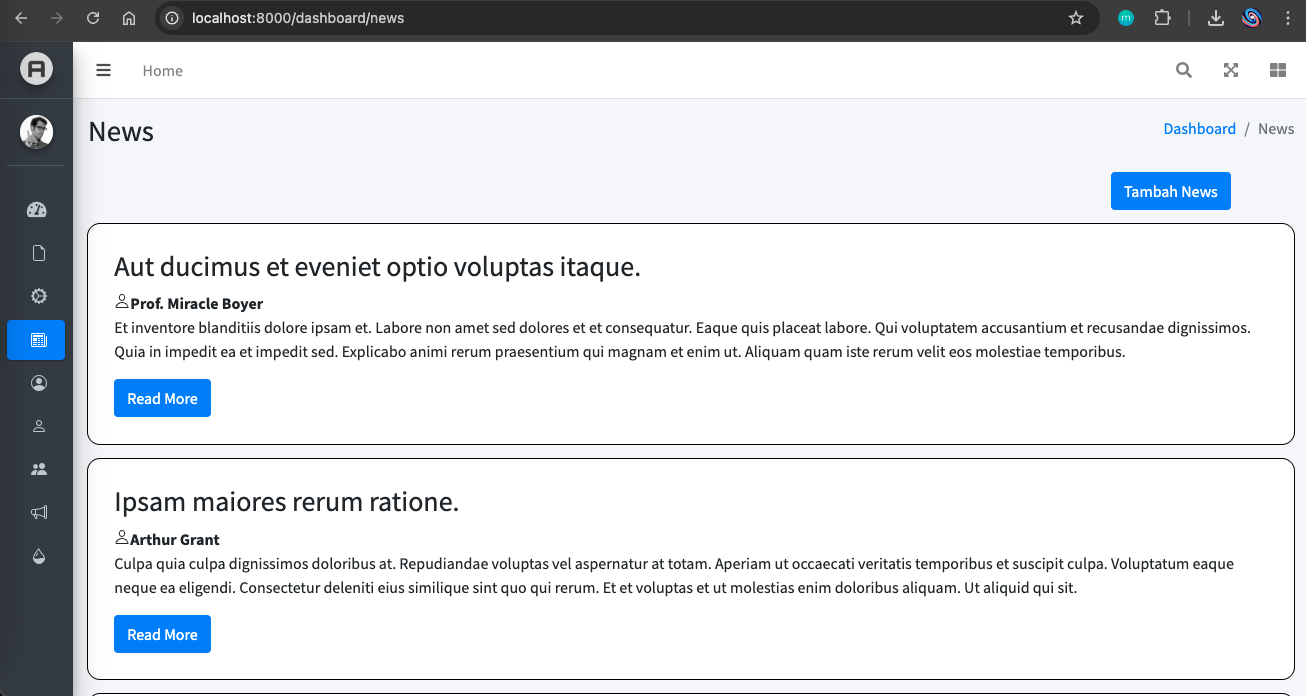 localhost:8000/dashboard/news
m
A
Home
News
Dashboard / News
Tambah News
Aut ducimus et eveniet optio voluptas itaque.
Prof. Miracle Boyer
Et inventore blanditiis dolore ipsam et. Labore non amet sed dolores et et consequatur. Eaque quis placeat labore. Qui voluptatem accusantium et recusandae dignissimos.
Quia in impedit ea et impedit sed. Explicabo animi rerum praesentium qui magnam et enim ut. Aliquam quam iste rerum velit eos molestiae temporibus.
Read More
Ipsam maiores rerum ratione.
Arthur Grant
Culpa quia culpa dignissimos doloribus at. Repudiandae voluptas vel aspernatur at totam. Aperiam ut occaecati veritatis temporibus et suscipit culpa. Voluptatum eaque
neque ea eligendi. Consectetur deleniti eius similique sint quo qui rerum. Et et voluptas et ut molestias enim doloribus aliquam. Ut aliquid qui sit.
Read More